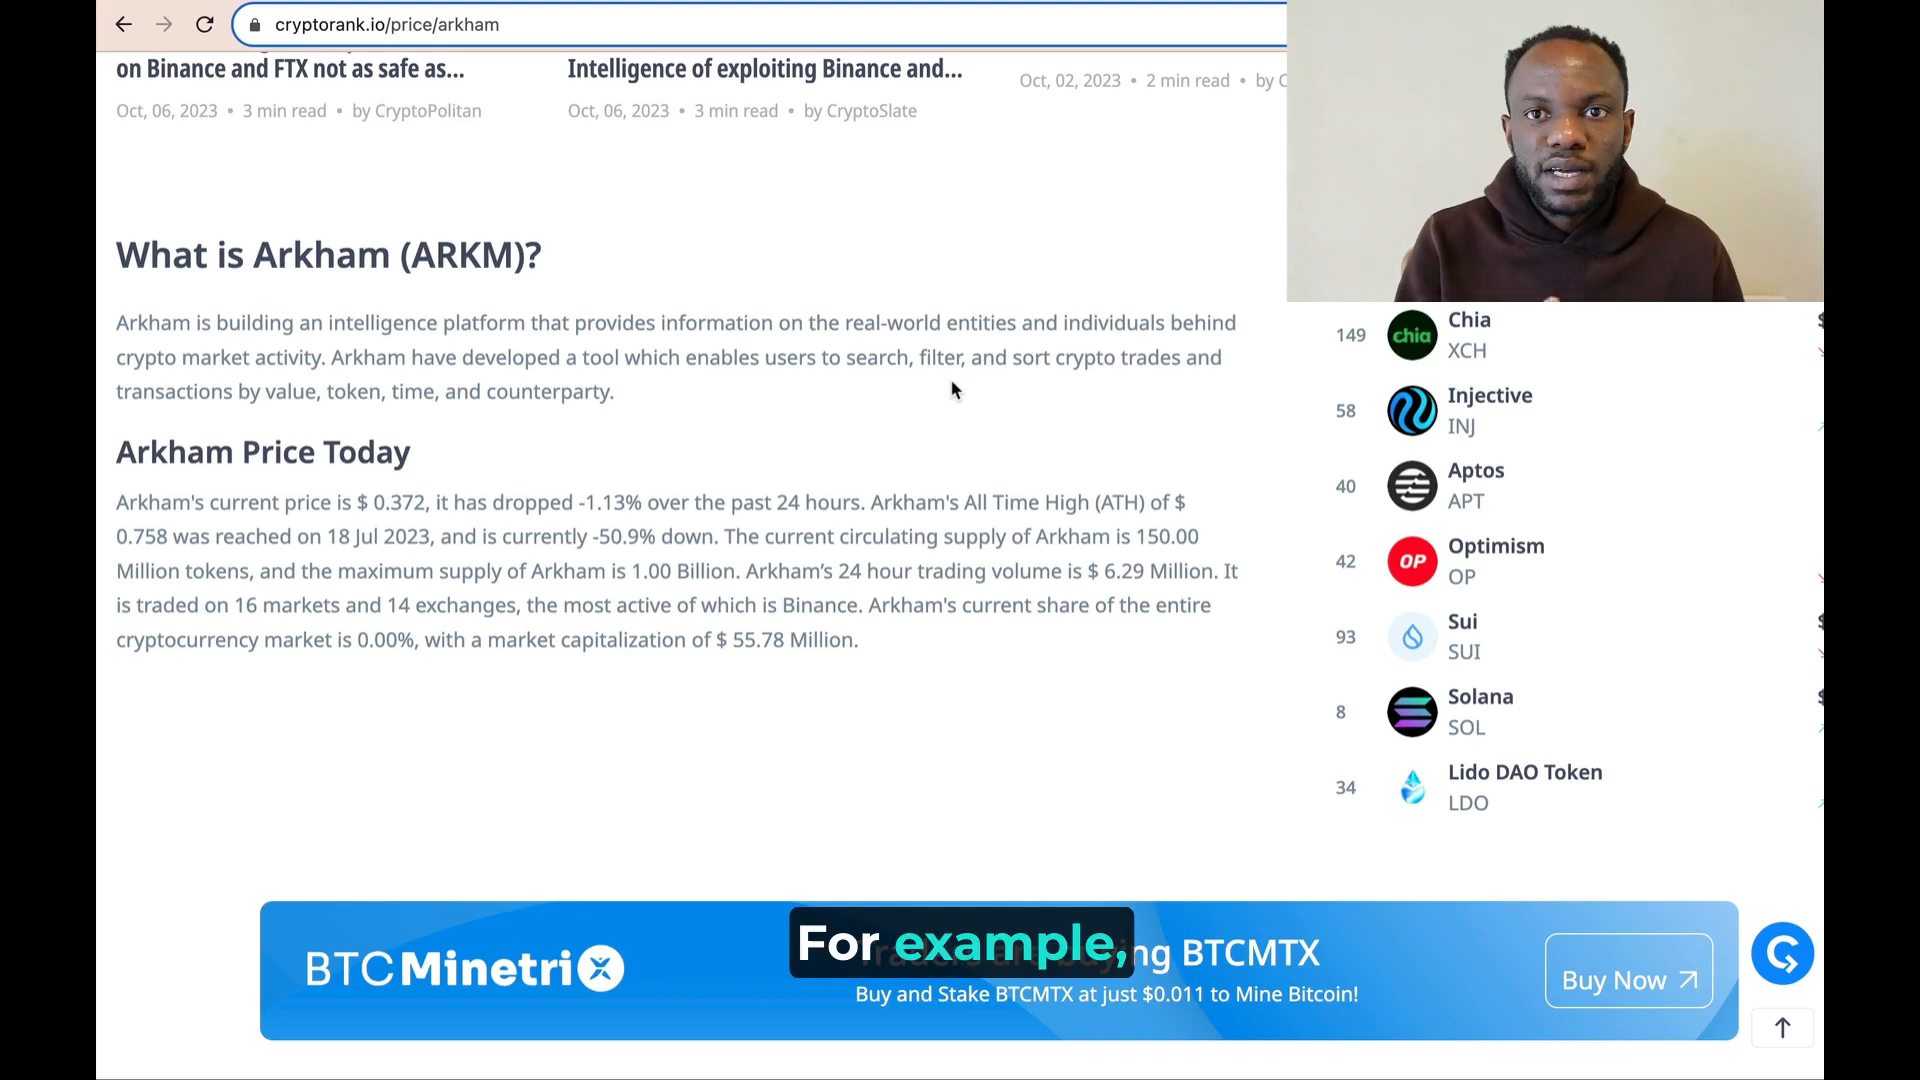 cryptorank.io/price/arkham
on Binance and FTX not as safe as...
Oct, 06, 2023 • 3 min read • by CryptoPolitan
Intelligence of exploiting Binance and...
Oct, 06, 2023 • 3 min read • by CryptoSlate
Oct, 02, 2023 • 2 min read • by C
What is Arkham (ARKM)?
Arkham is building an intelligence platform that provides information on the real-world entities and individuals behind
crypto market activity. Arkham have developed a tool which enables users to search, filter, and sort crypto trades and
transactions by value, token, time, and counterparty.
Arkham Price Today
Arkham's current price is $ 0.372, it has dropped -1.13% over the past 24 hours. Arkham's All Time High (ATH) of $
0.758 was reached on 18 Jul 2023, and is currently -50.9% down. The current circulating supply of Arkham is 150.00
Million tokens, and the maximum supply of Arkham is 1.00 Billion. Arkham’s 24 hour trading volume is $ 6.29 Million. It
is traded on 16 markets and 14 exchanges, the most active of which is Binance. Arkham's current share of the entire
cryptocurrency market is 0.00%, with a market capitalization of $ 55.78 Million.
149 chia Chia
XCH
58 Injective
INJ
40 Aptos
APT
42 OP Optimism
OP
93 Sui
SUI
8 Solana
SOL
34 Lido DAO Token
LDO
BTC Minetrix
For example,
BTCMTX
Buy and Stake BTCMTX at just $0.011 to Mine Bitcoin!
Buy Now